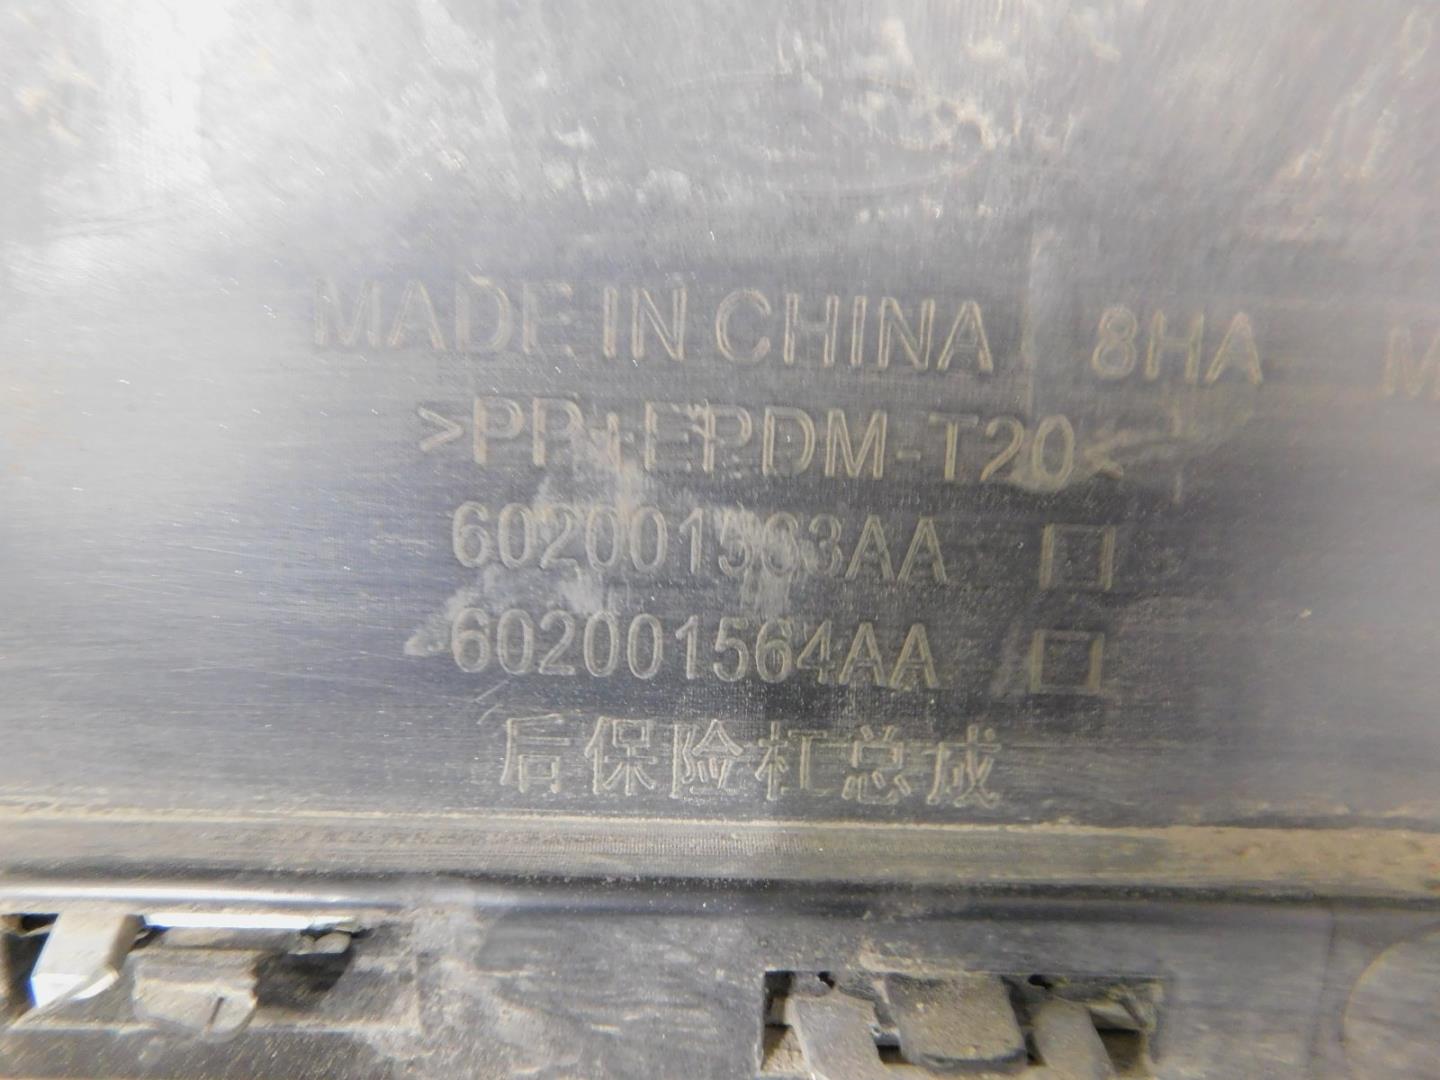 MADE IN CHINA 8HA M
>PP+EPDM-T20<
602001563AA □
602001564AA □
后保险杠总成